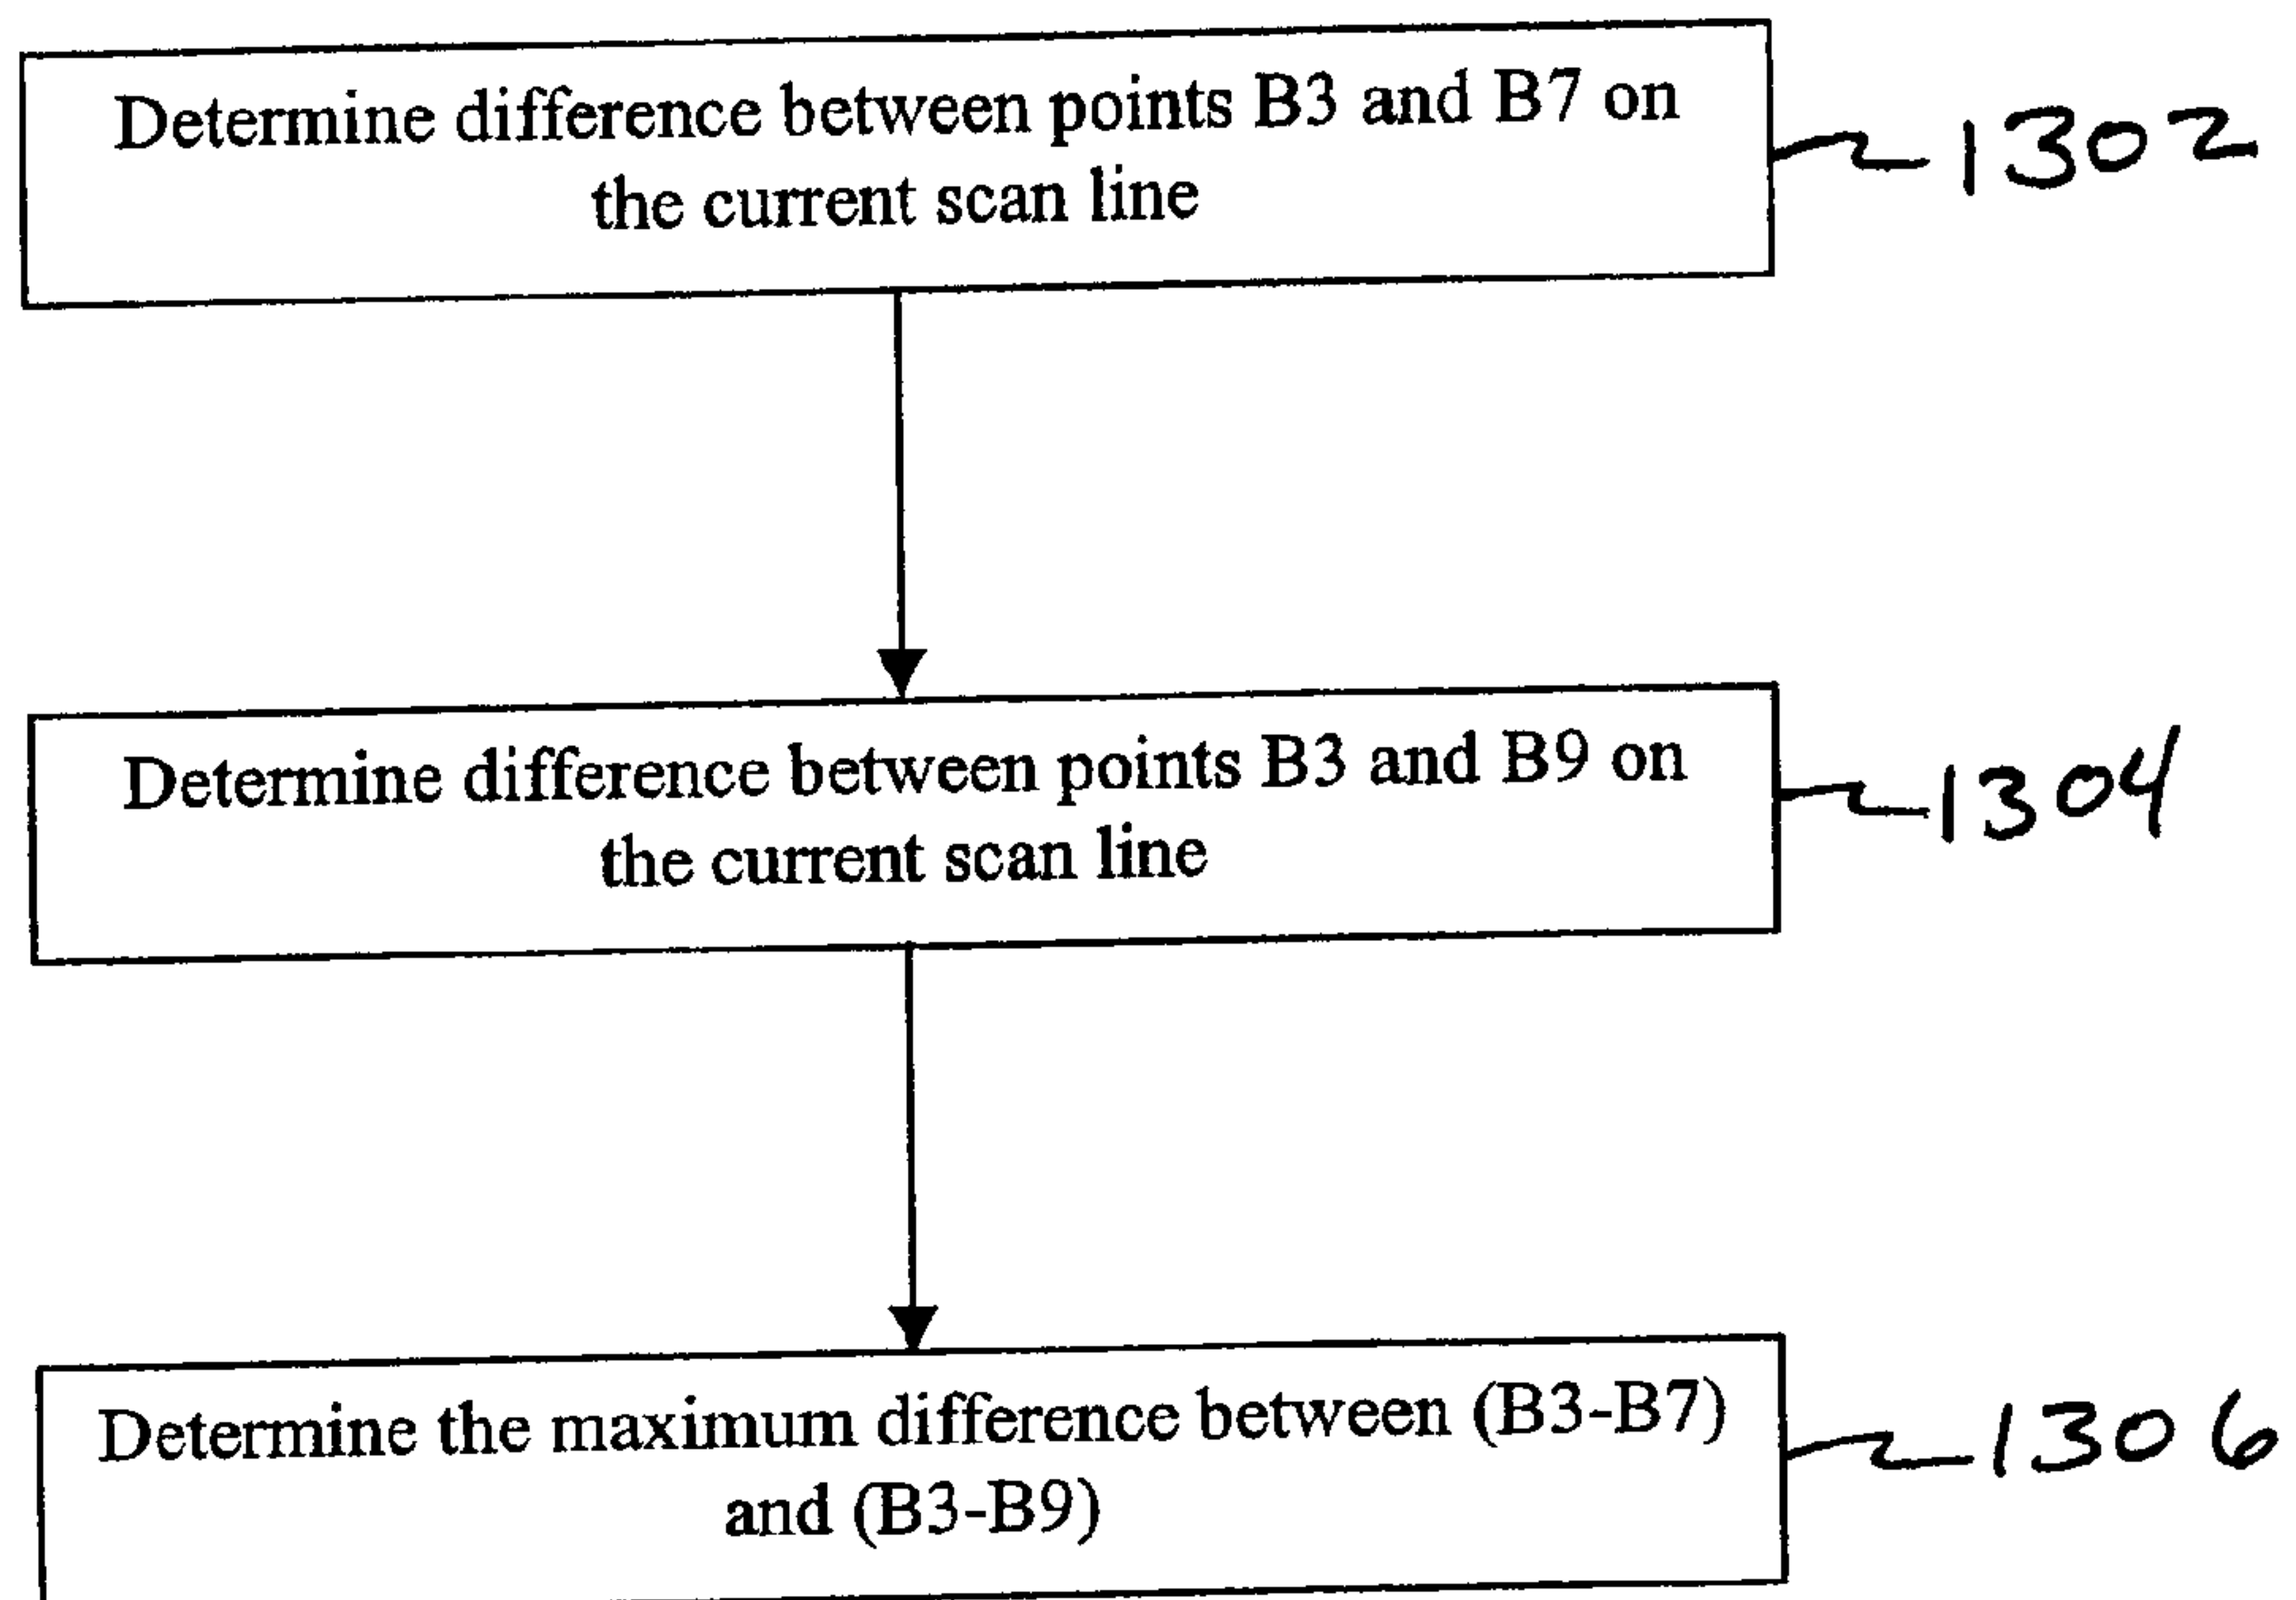 Determine difference between points B3 and B7 on
the current scan line
1302
Determine difference between points B3 and B9 on
the current scan line
1304
Determine the maximum difference between (B3-B7)
and (B3-B9)
1306